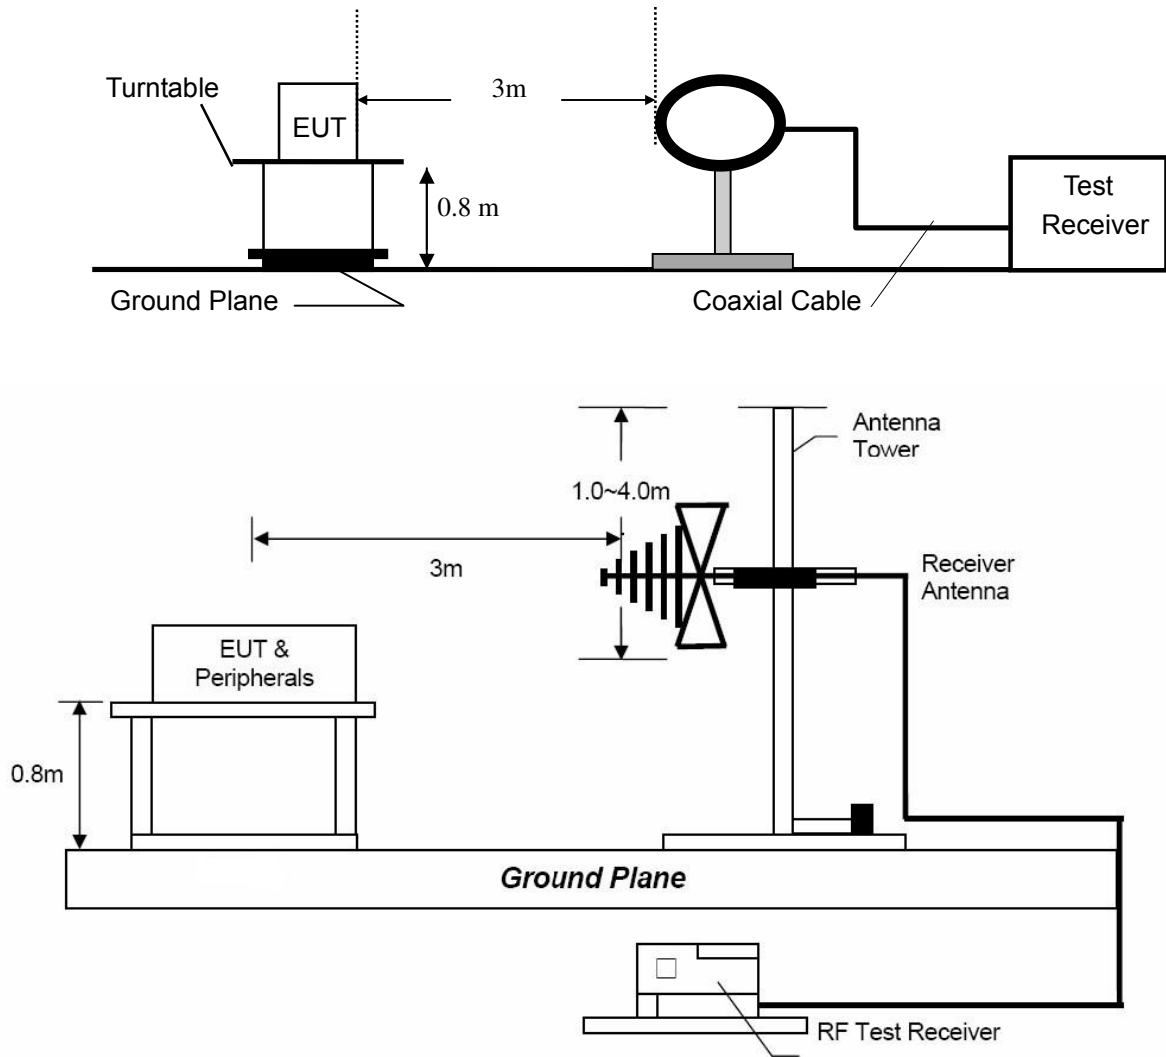 Turntable
3m
EUT
0.8 m
Test
Receiver
Ground Plane
Coaxial Cable
Antenna
Tower
1.0~4.0m
3m
Receiver
Antenna
EUT &
Peripherals
0.8m
Ground Plane
RF Test Receiver